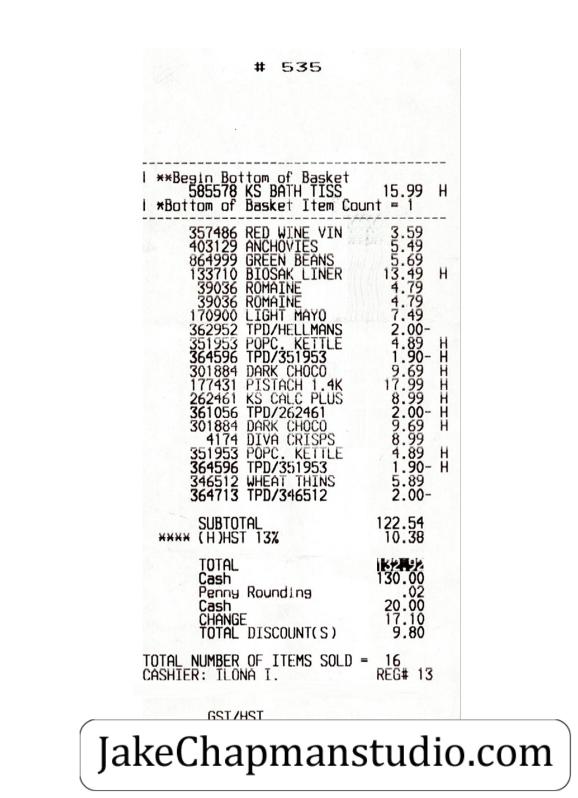 # 535
| **Begin Bottom of Basket
585578 KS BATH TISS 15.99 H
| *Bottom of Basket Item Count = 1
357486 RED WINE VIN 3.59
403129 ANCHOVIES 5.49
864999 GREEN BEANS 5.69
133710 BIOSAK LINER 13.49 H
39036 ROMAINE 4.79
39036 ROMAINE 4.79
170900 LIGHT MAYO 7.49
362952 TPD/HELLMANS 2.00-
351953 POPC. KETTLE 4.89 H
364596 TPD/351953 1.90- H
301884 DARK CHOCO 9.69 H
177431 PISTACH 1.4K 17.99 H
262461 KS CALC PLUS 8.99 H
361056 TPD/262461 2.00- H
301884 DARK CHOCO 9.69 H
4174 DIVA CRISPS 8.99
351953 POPC. KETTLE 4.89 H
364596 TPD/351953 1.90- H
346512 WHEAT THINS 5.89
364713 TPD/346512 2.00-
SUBTOTAL 122.54
**** (H)HST 13% 10.38
TOTAL 132.92
Cash 130.00
Penny Rounding .02
Cash 20.00
CHANGE 17.10
TOTAL DISCOUNT(S) 9.80
TOTAL NUMBER OF ITEMS SOLD = 16
CASHIER: ILONA I. REG# 13
GST/HST
JakeChapmanstudio.com